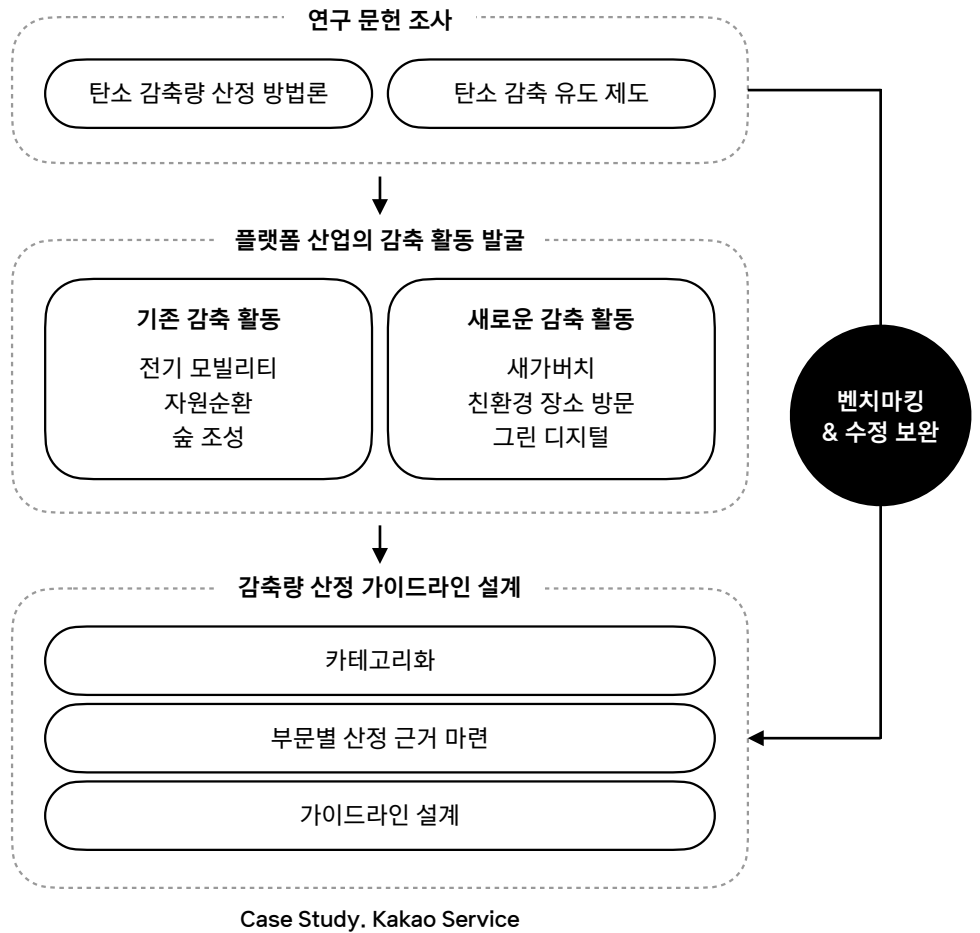 연구 문헌 조사
탄소 감축량 산정 방법론
탄소 감축 유도 제도
플랫폼 산업의 감축 활동 발굴
기존 감축 활동
전기 모빌리티
자원순환
숲 조성
새로운 감축 활동
새가버치
친환경 장소 방문
그린 디지털
벤치마킹
& 수정 보완
감축량 산정 가이드라인 설계
카테고리화
부문별 산정 근거 마련
가이드라인 설계
Case Study. Kakao Service